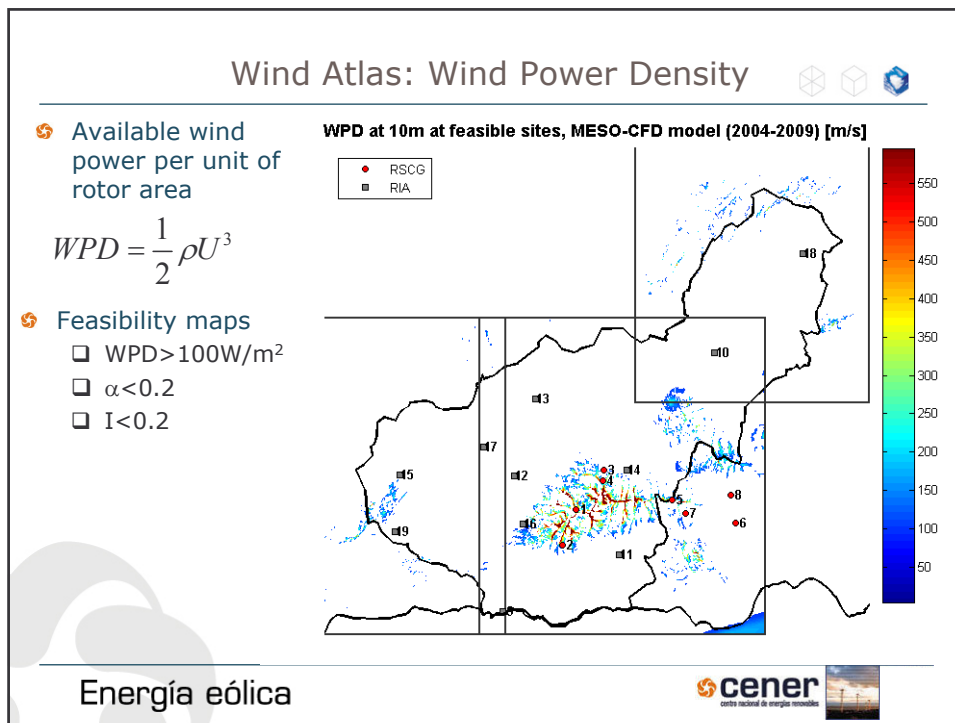 Wind Atlas: Wind Power Density
Available wind
power per unit of
rotor area
WPD = 1/2 ρU³
Feasibility maps
WPD>100W/m²
α<0.2
I<0.2
WPD at 10m at feasible sites, MESO-CFD model (2004-2009) [m/s]
RSCG
RIA
18
10
13
17
15
12
3
14
4
5
8
1
7
16
6
19
2
11
550
500
450
400
350
300
250
200
150
100
50
Energía eólica
cener
centro nacional de energías renovables